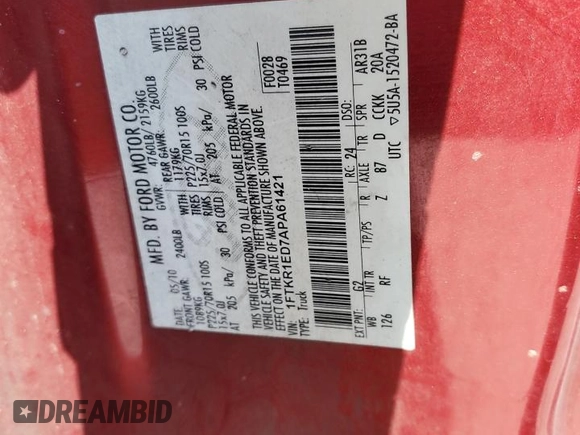 MFD. BY FORD MOTOR CO.
DATE: 05/10
GVWR: 4760LB/ 2159KG
FRONT GAWR: 2400LB
REAR GAWR: 2600LB
1089KG WITH
1179KG WITH
P225/70R15 100S TIRES
P225/70R15 100S TIRES
15x7.0J RIMS
15x7.0J RIMS
AT 205 kPa/ 30 PSI COLD
AT 205 kPa/ 30 PSI COLD
THIS VEHICLE CONFORMS TO ALL APPLICABLE FEDERAL MOTOR
VEHICLE SAFETY AND THEFT PREVENTION STANDARDS IN
EFFECT ON THE DATE OF MANUFACTURE SHOWN ABOVE.
VIN: 1FTKR1ED7APA61421
TYPE: Truck
F0028
T0469
EXT PNT: G2 RC: 24 DSO:
WB INT TR TP/PS R AXLE TR SPR AR31B
126 RF Z 87 D CCKK 20A
UTC ▽5U5A-1520472-BA
DREAMBID